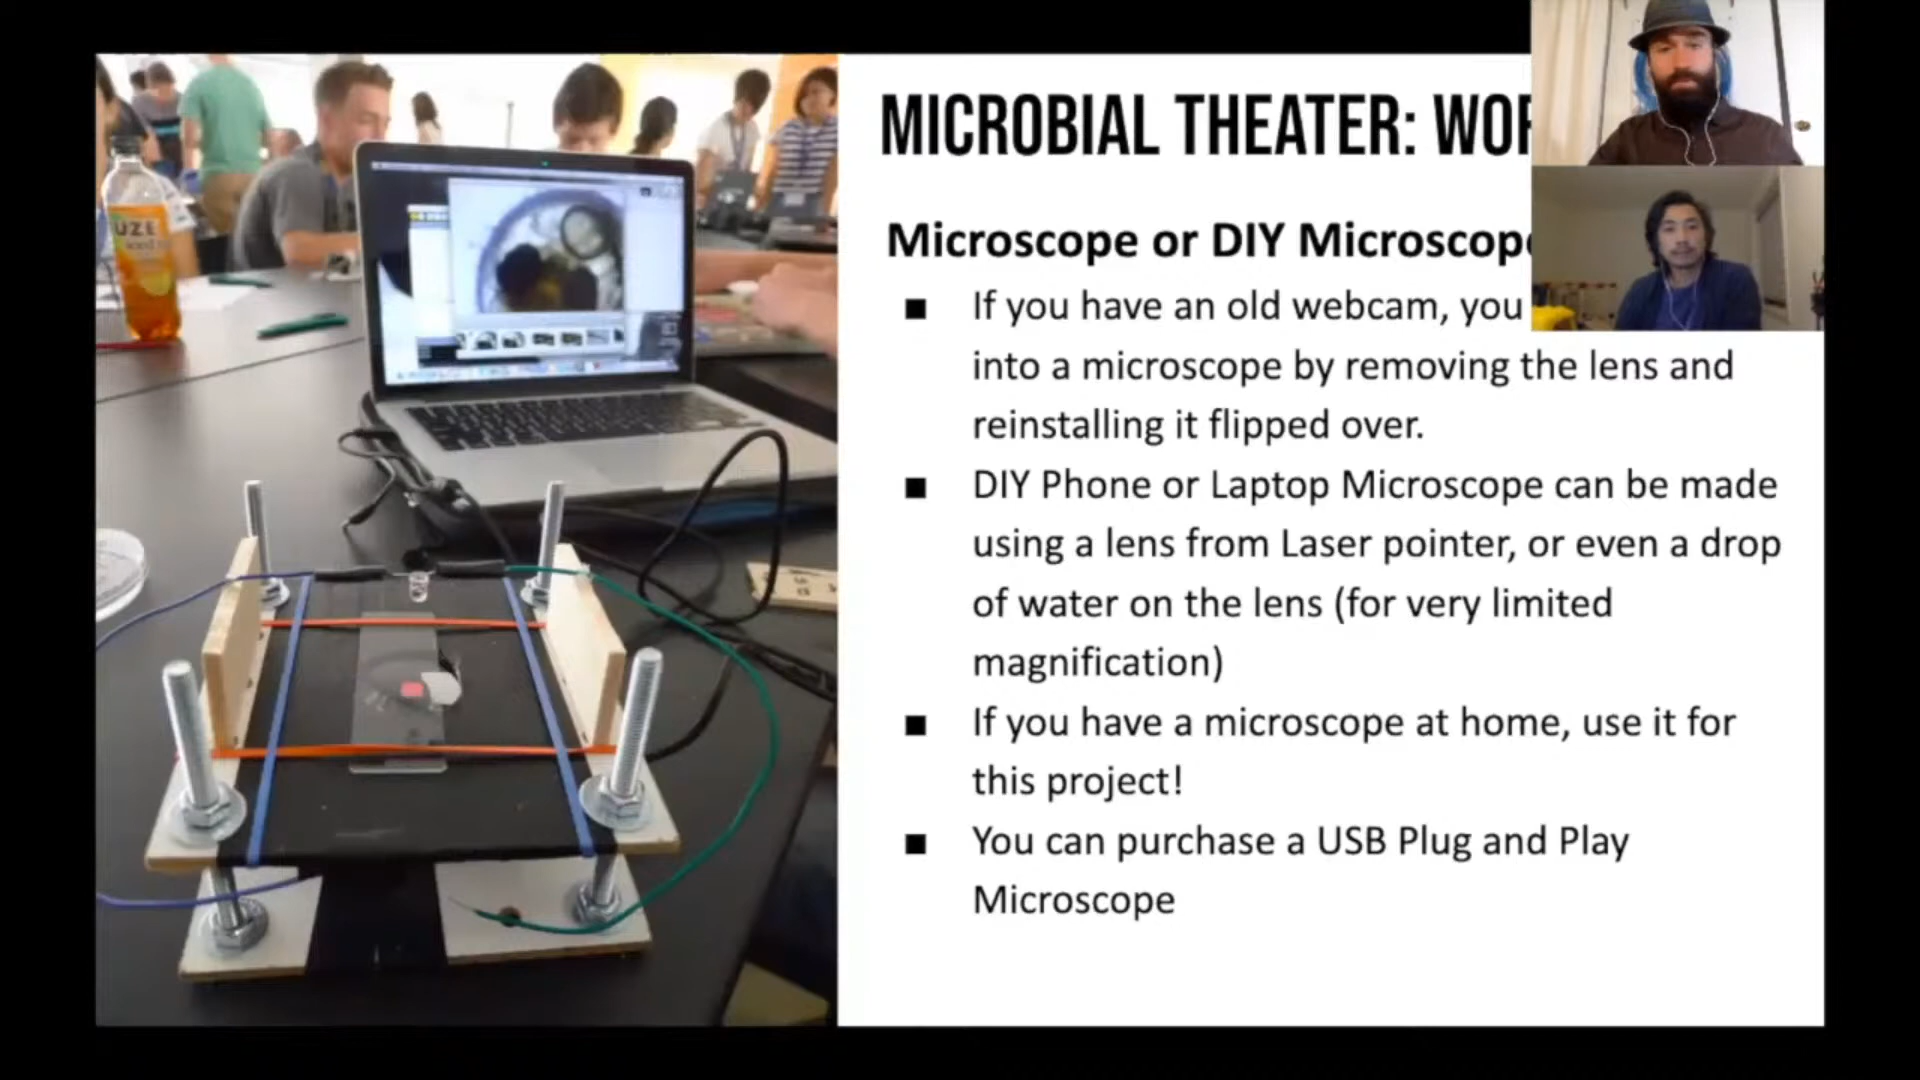 MICROBIAL THEATER:
Microscope or DIY
If you have an old webcam, you
into a microscope by removing the lens and
reinstalling it flipped over.
DIY Phone or Laptop Microscope can be made
using a lens from Laser pointer, or even a drop
of water on the lens (for very limited
magnification)
If you have a microscope at home, use it for
this project!
You can purchase a USB Plug and Play
Microscope
UZE